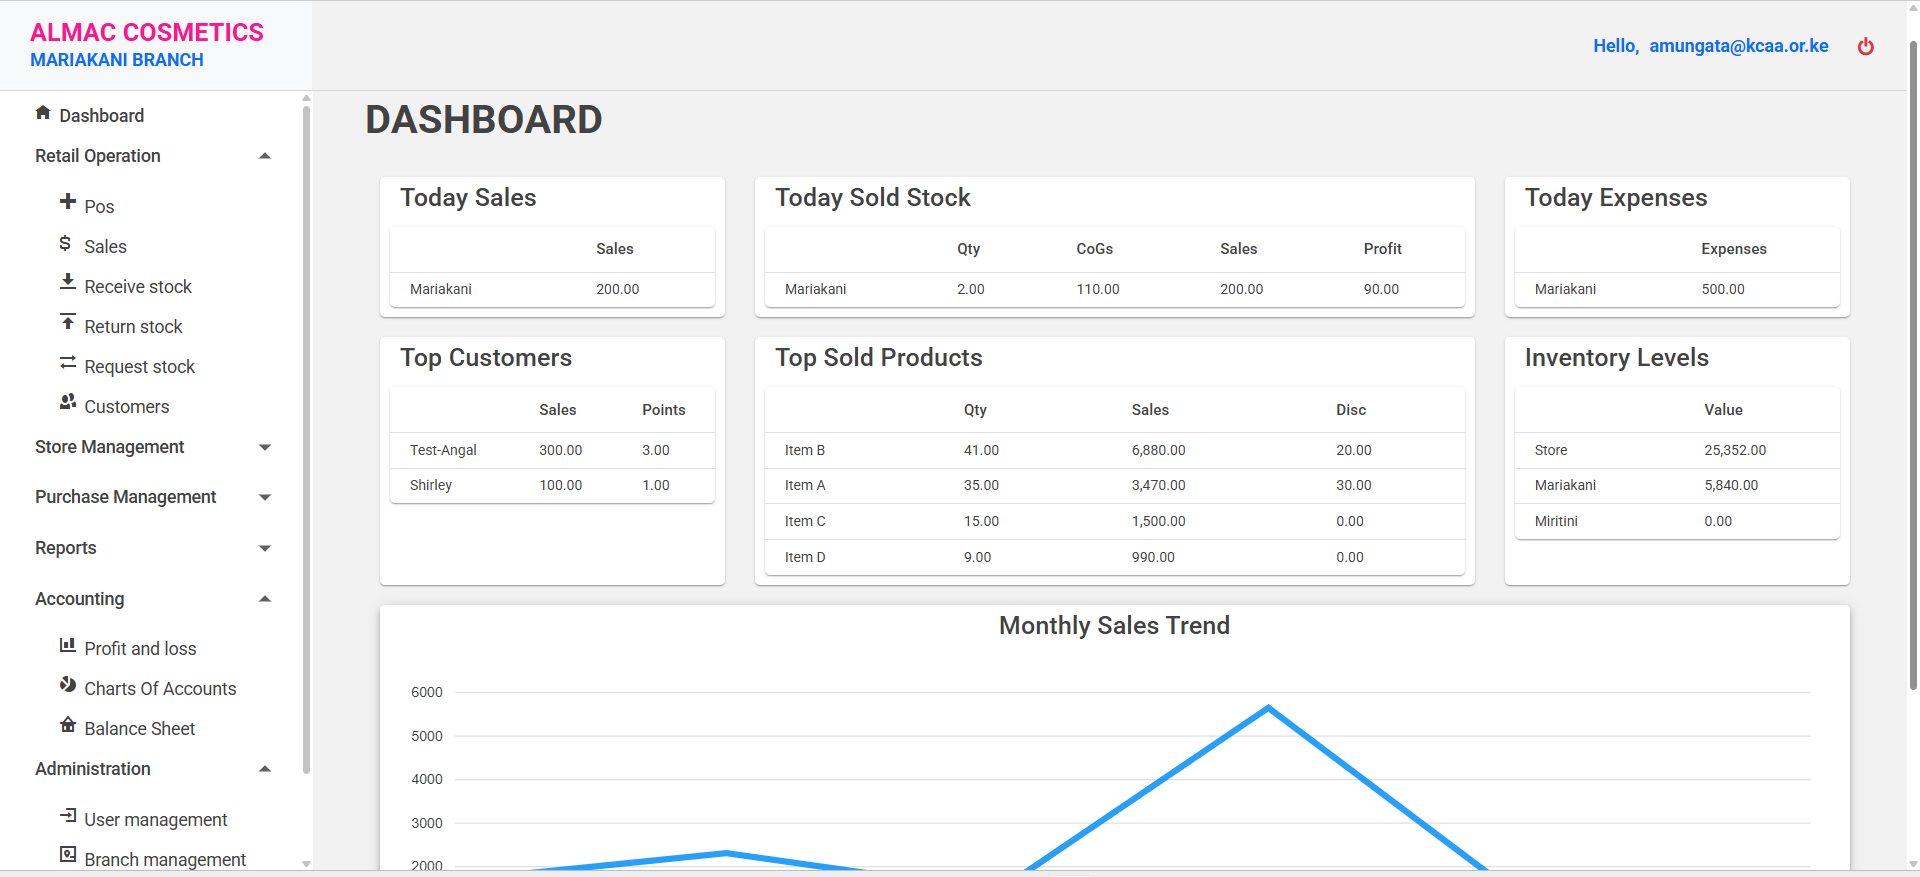 ALMAC COSMETICS
MARIAKANI BRANCH
Hello, amungata@kcaa.or.ke
Dashboard
Retail Operation
Pos
Sales
Receive stock
Return stock
Request stock
Customers
Store Management
Purchase Management
Reports
Accounting
Profit and loss
Charts Of Accounts
Balance Sheet
Administration
User management
Branch management
DASHBOARD
Today Sales
Sales
Mariakani 200.00
Today Sold Stock
Qty CoGs Sales Profit
Mariakani 2.00 110.00 200.00 90.00
Today Expenses
Expenses
Mariakani 500.00
Top Customers
Sales Points
Test-Angal 300.00 3.00
Shirley 100.00 1.00
Top Sold Products
Qty Sales Disc
Item B 41.00 6,880.00 20.00
Item A 35.00 3,470.00 30.00
Item C 15.00 1,500.00 0.00
Item D 9.00 990.00 0.00
Inventory Levels
Value
Store 25,352.00
Mariakani 5,840.00
Miritini 0.00
Monthly Sales Trend
6000
5000
4000
3000
2000